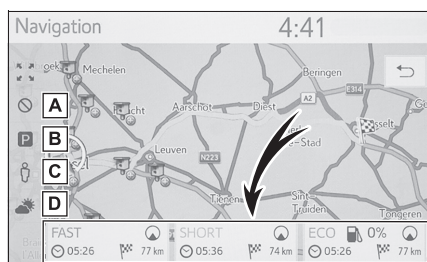 Navigation 4:41
Mechelen
Beringen
E314
A
Aarschot
Diest
A2
B
P
Leuven
C
N223
D
Tienen
Sint-
Truiden
Tongeren
FAST
05:26 77 km
SHORT
05:36 74 km
ECO 0%
05:26 77 km